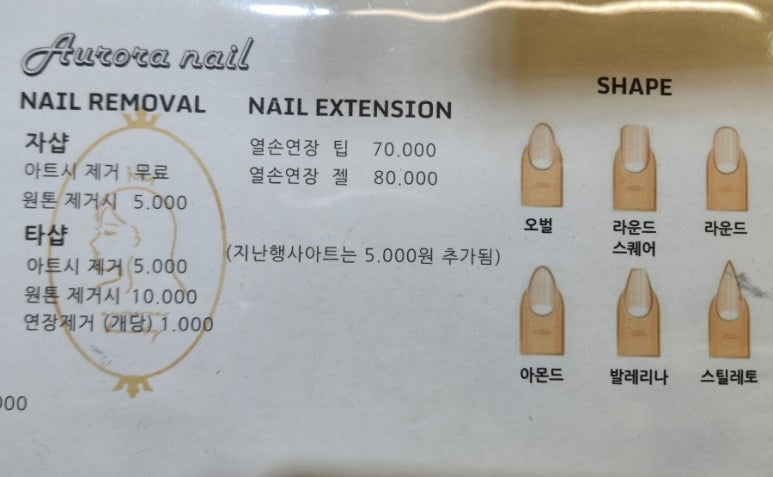 Aurora nail
NAIL REMOVAL
자샵
아트시 제거 :무료
원톤 제거시 5.000
타샵
아트시 제거 5.000
원톤 제거시 10.000
연장제거 (개당) 1.000
NAIL EXTENSION
열손연장 팁 70.000
열손연장 젤 80.000
(지난행사아트는 5.000원 추가됨)
SHAPE
오벌
라운드
스퀘어
라운드
아몬드
발레리나
스틸레토
000